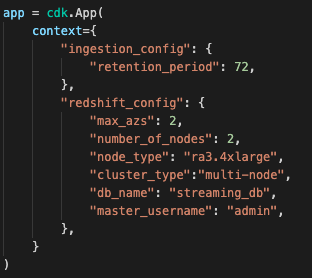 app = cdk.App(
    context={
        "ingestion_config": {
            "retention_period": 72,
        },
        "redshift_config": {
            "max_azs": 2,
            "number_of_nodes": 2,
            "node_type": "ra3.4xlarge",
            "cluster_type":"multi-node",
            "db_name": "streaming_db",
            "master_username": "admin",
        },
    }
)